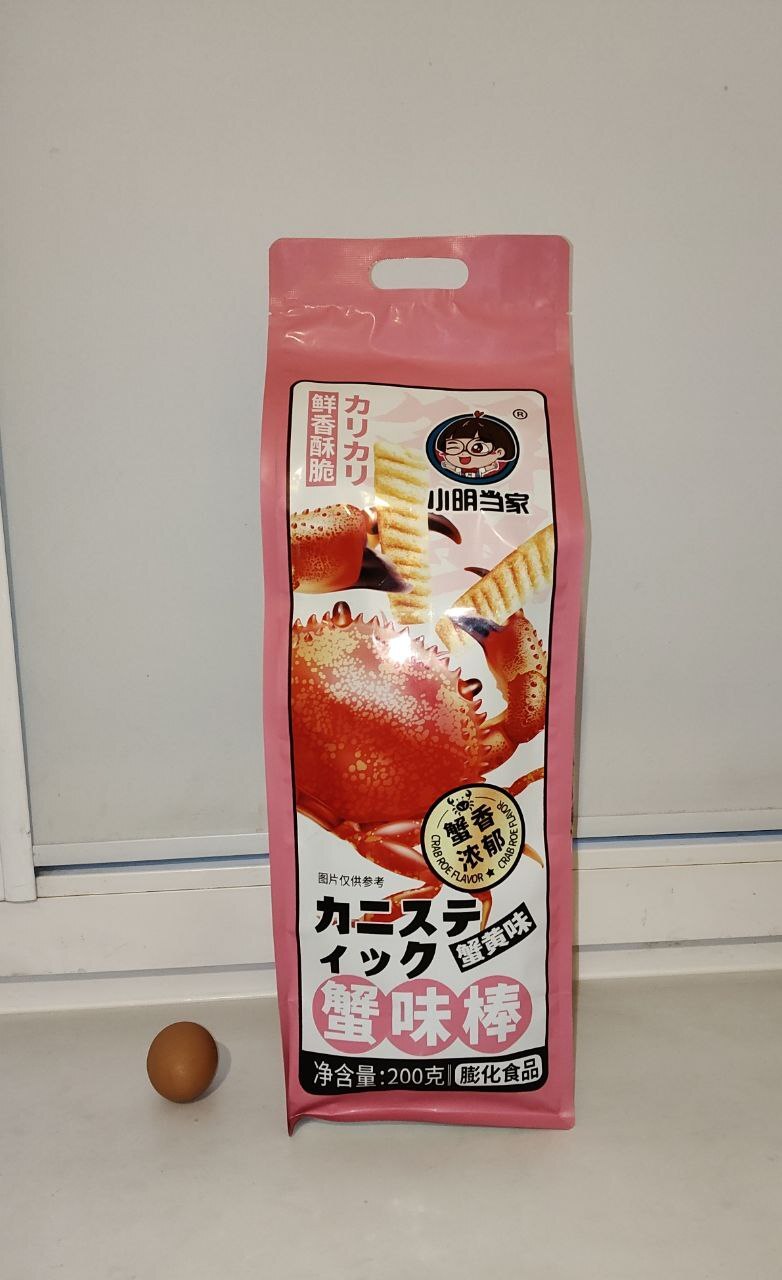 鲜香酥脆
カリカリ
®
小明当家
蟹香
浓郁
CRAB ROE FLAVOR ★ CRAB ROE FLAVOR
图片仅供参考
カニステ
ィック
蟹黄味
蟹味棒
净含量:200克
膨化食品